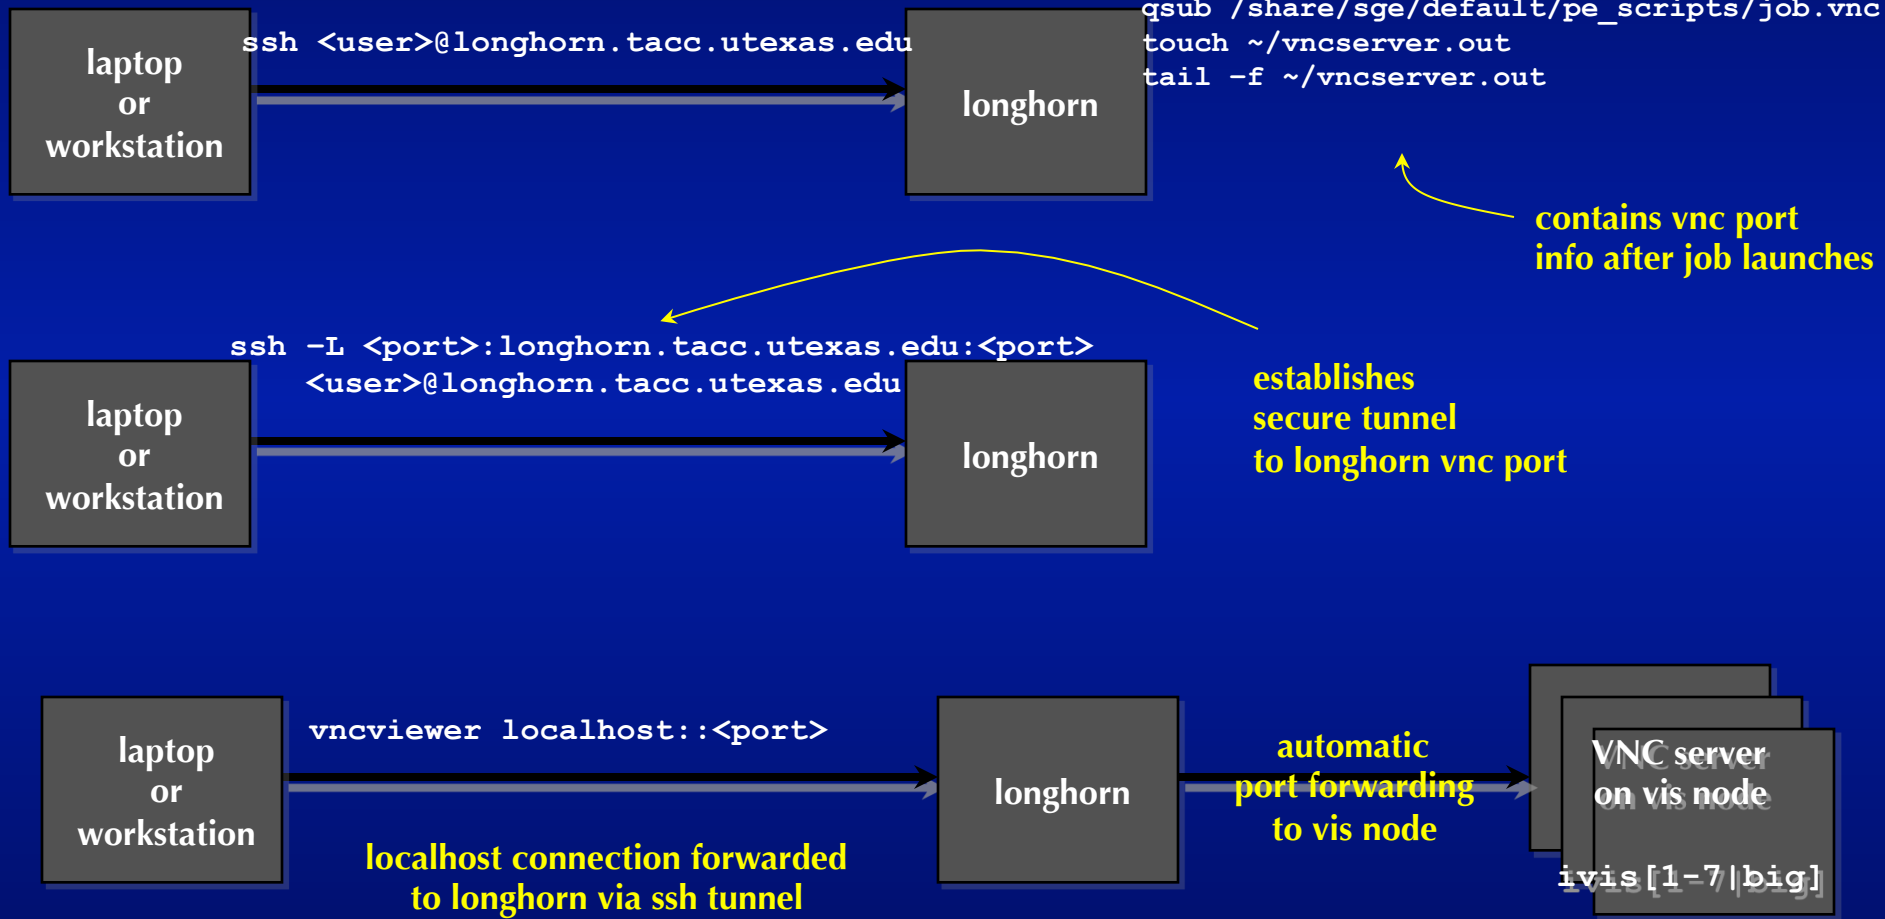 qsub /share/sge/default/pe_scripts/job.vnc
ssh <user>@longhorn.tacc.utexas.edu
touch ~/vncserver.out
tail -f ~/vncserver.out
laptop
or
workstation
longhorn
contains vnc port
info after job launches
ssh -L <port>:longhorn.tacc.utexas.edu:<port>
<user>@longhorn.tacc.utexas.edu
laptop
or
workstation
longhorn
establishes
secure tunnel
to longhorn vnc port
vncviewer localhost::<port>
laptop
or
workstation
longhorn
automatic
port forwarding
to vis node
VNC server
on vis node
localhost connection forwarded
to longhorn via ssh tunnel
ivis[1-7|big]